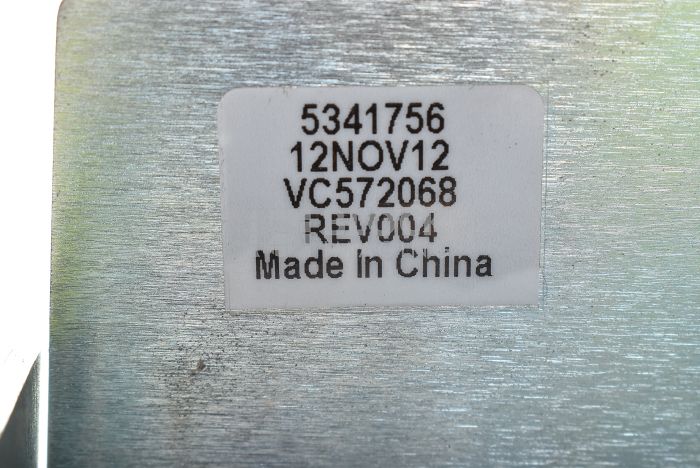 5341756
12NOV12
VC572068
REV004
Made In China